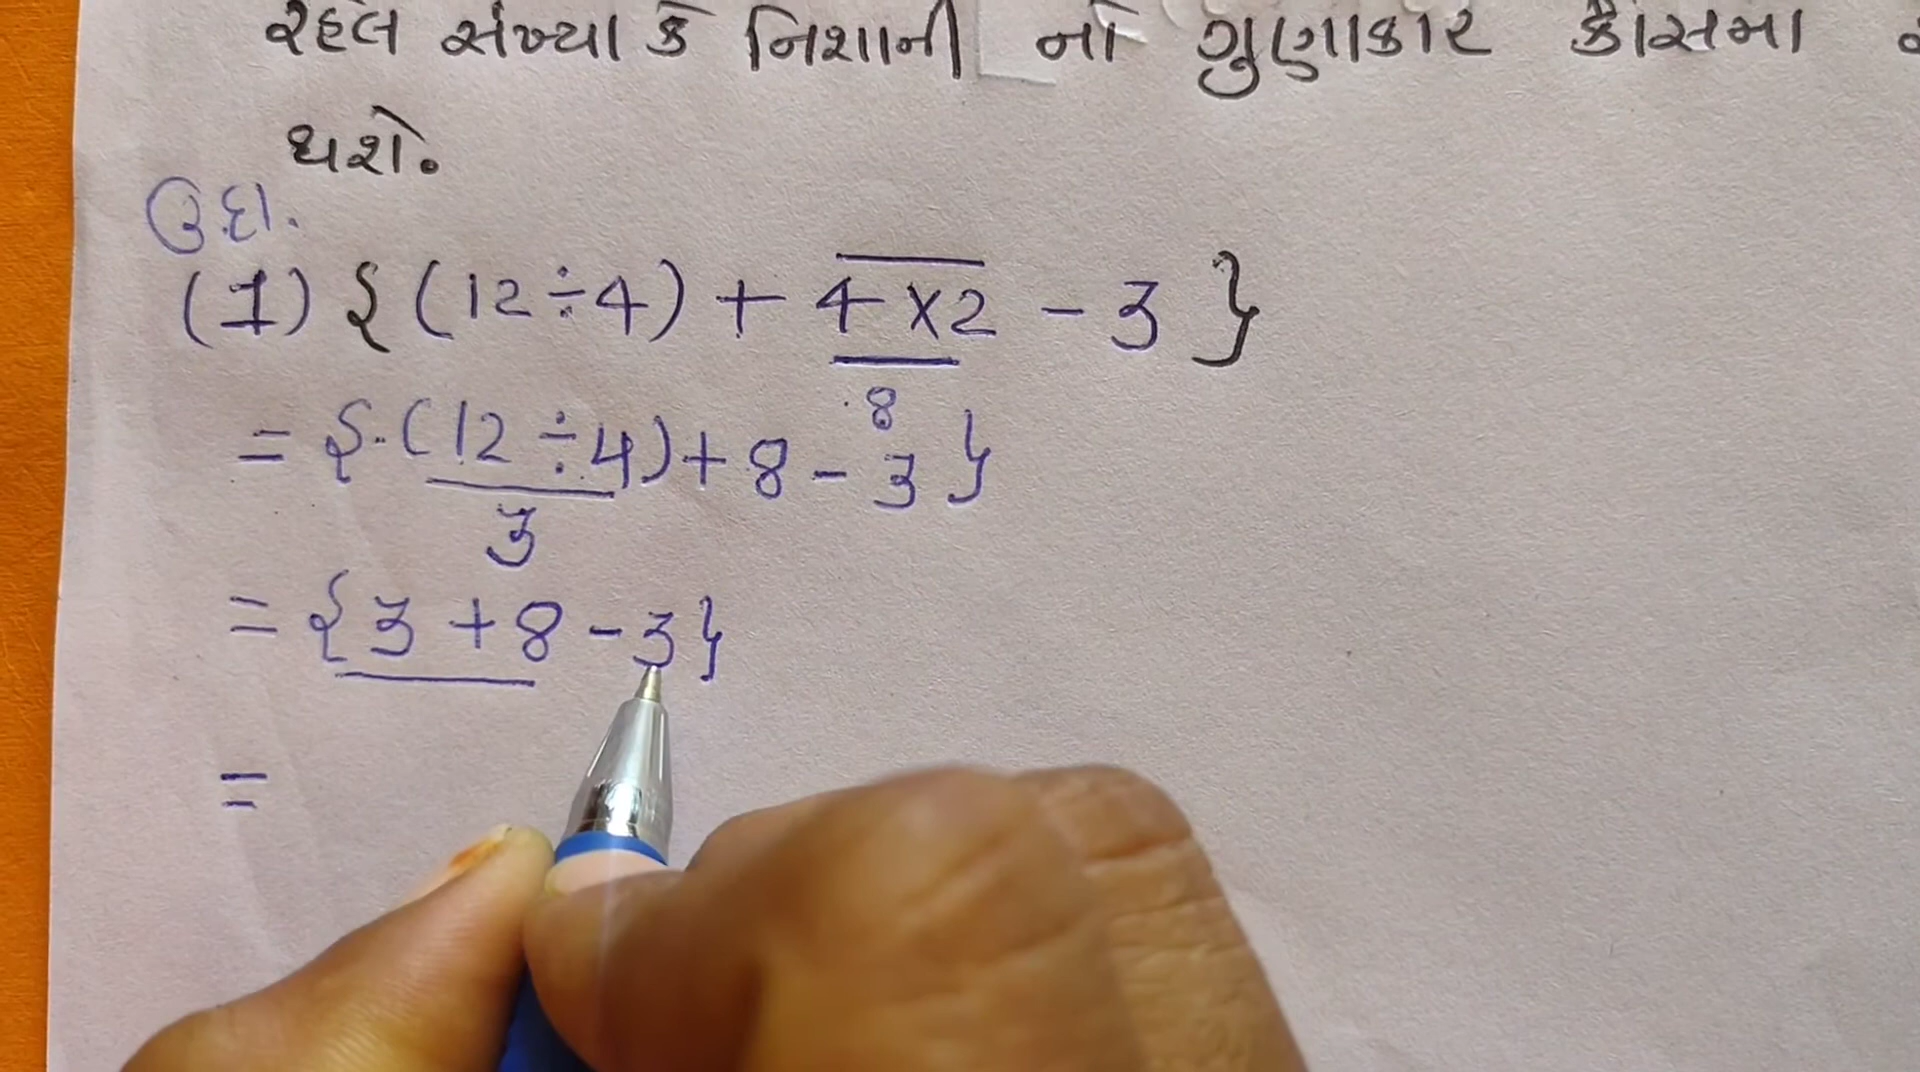 રહેલ સંખ્યા કે નિશાની નો ગુણાકાર કૌંસમા
થશે.
ઉદા.
(1) {(12÷4) + 4×2 - 3}
8
= {(12÷4)+8-3}
3
= {3+8-3}
=